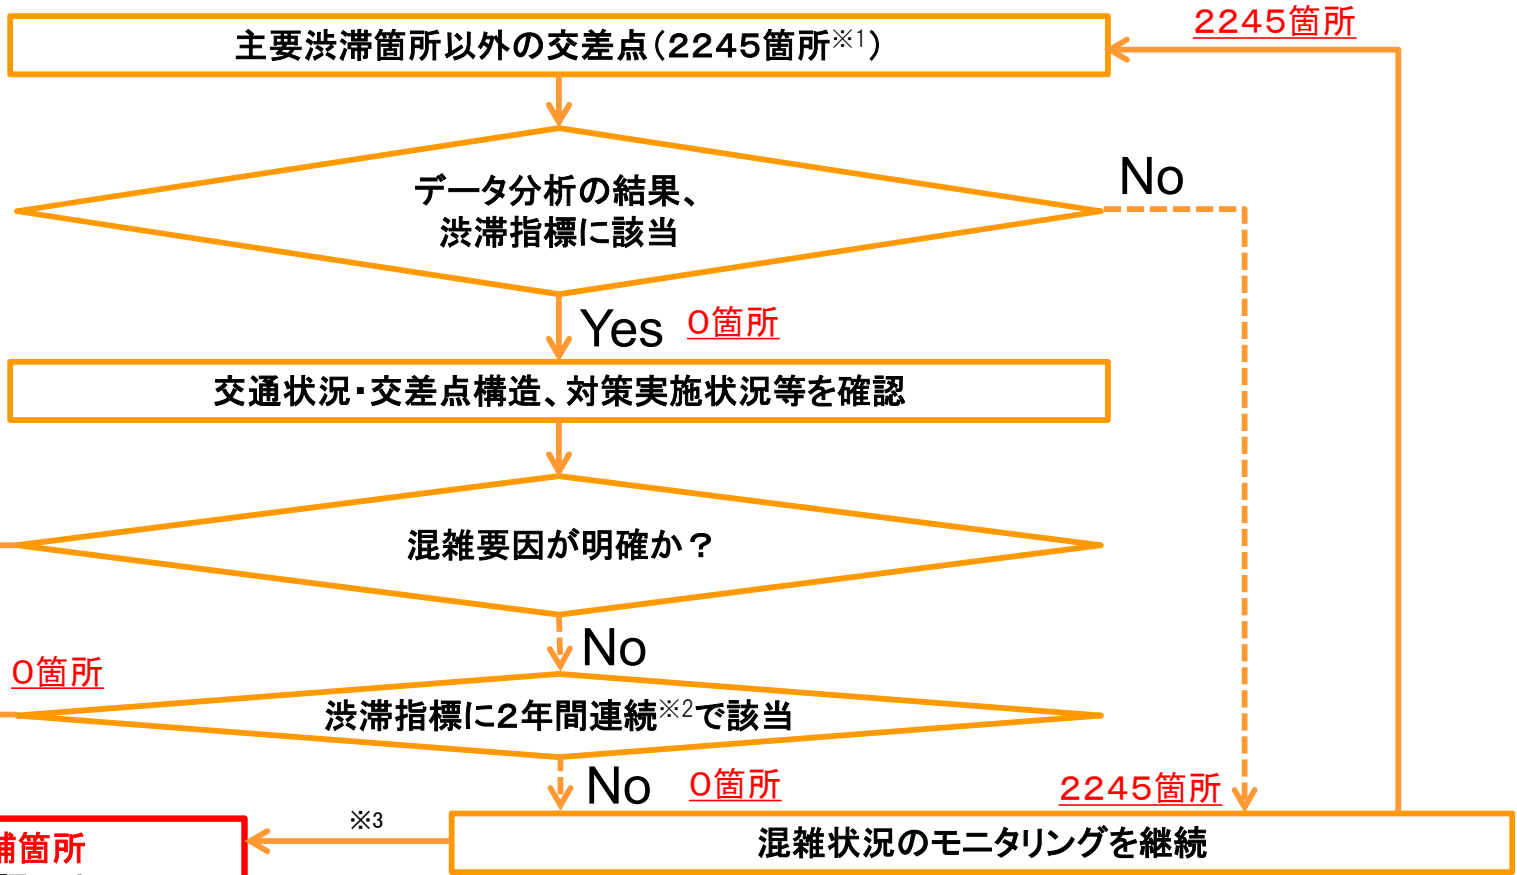 2245箇所
主要渋滞箇所以外の交差点(2245箇所※1)
データ分析の結果、
渋滞指標に該当
No
Yes 0箇所
交通状況・交差点構造、対策実施状況等を確認
混雑要因が明確か?
No
0箇所
渋滞指標に2年間連続※2で該当
No 0箇所
2245箇所
※3
箇所
混雑状況のモニタリングを継続